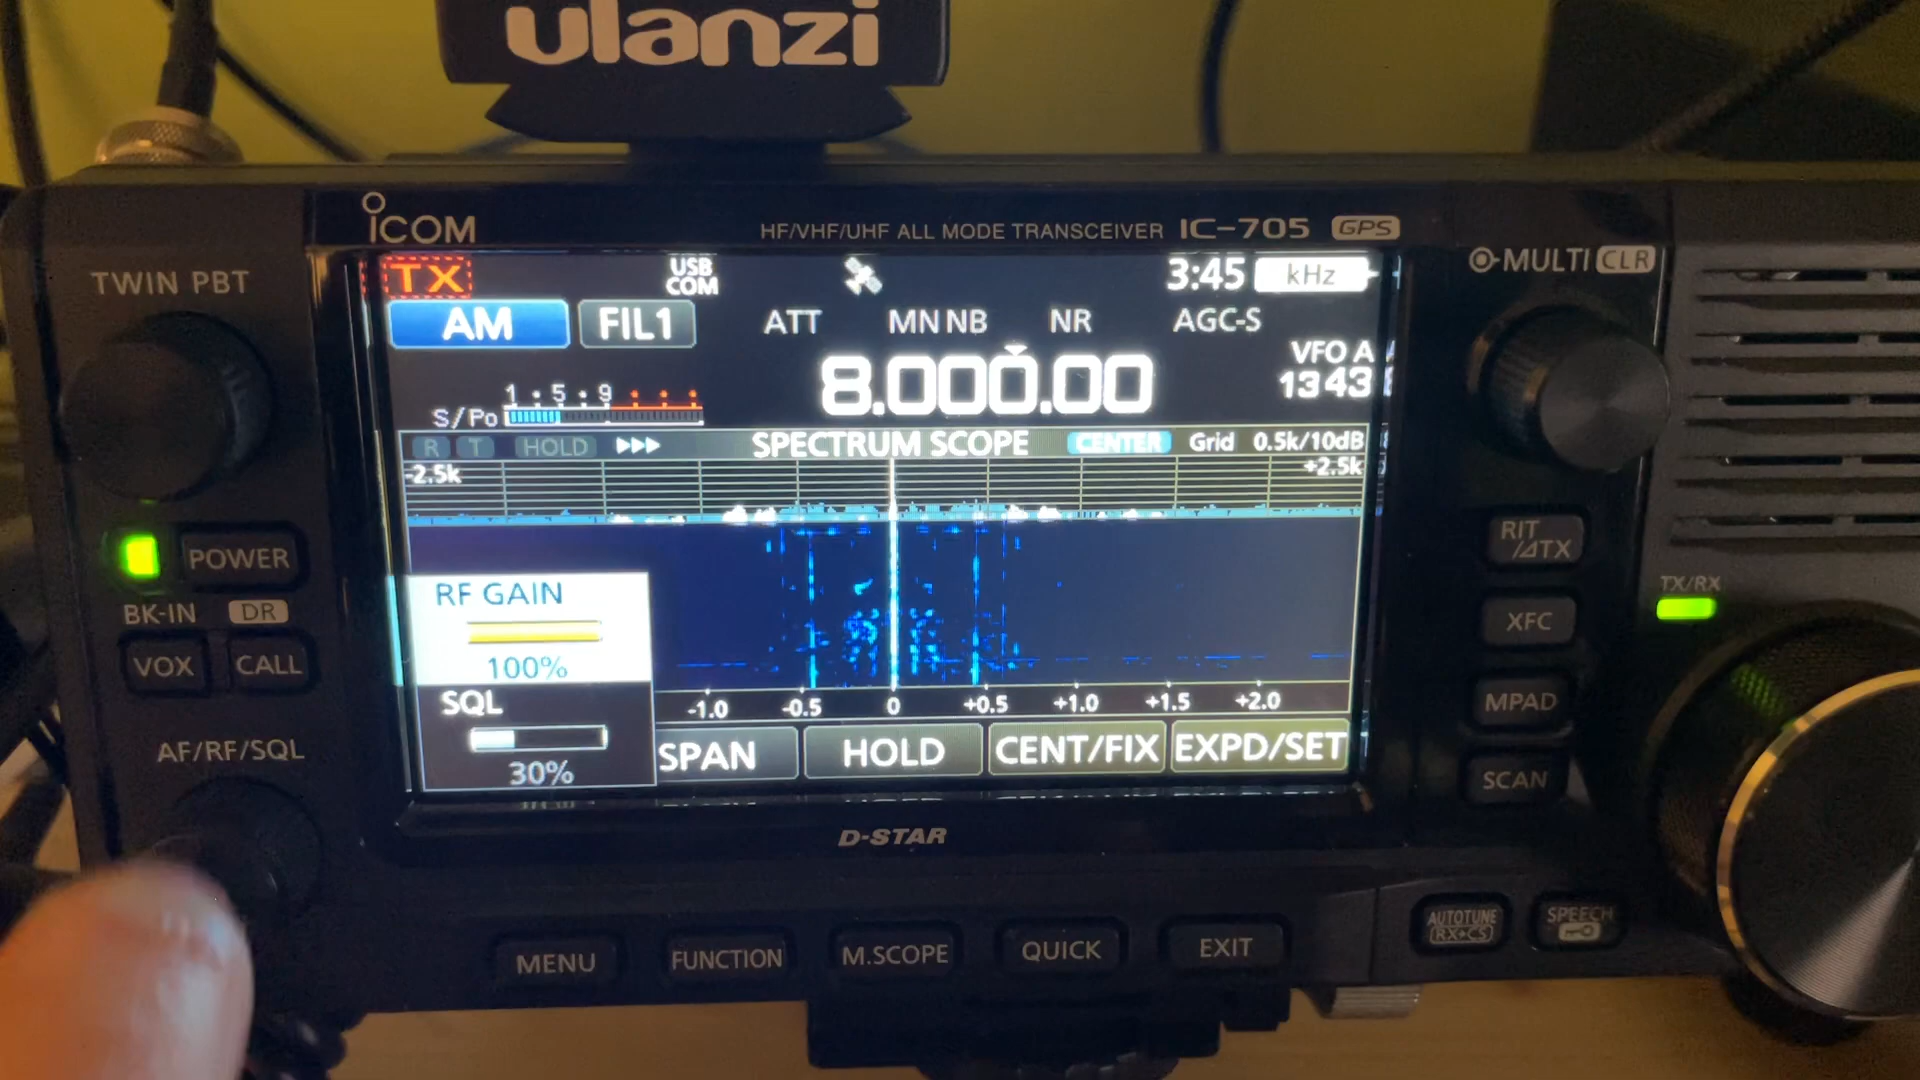 ulanzi
ICOM
HF/VHF/UHF ALL MODE TRANSCEIVER IC-705 GPS
TWIN PBT
MULTI CLR
TX USB COM 3:45 kHz
AM FIL1 ATT MN NB NR AGC-S
8.000.00 VFO A
1343
1 5 9
S/Po
R T HOLD SPECTRUM SCOPE CENTER Grid 0.5k/10dB
-2.5k +2.5k
POWER
BK-IN DR
VOX CALL
AF/RF/SQL
RF GAIN
100%
SQL
30%
-1.0 -0.5 0 +0.5 +1.0 +1.5 +2.0
SPAN HOLD CENT/FIX EXPD/SET
RIT
/⊿TX
TX/RX
XFC
MPAD
SCAN
D-STAR
MENU FUNCTION M.SCOPE QUICK EXIT
AUTOTUNE
RX→CS
SPEECH